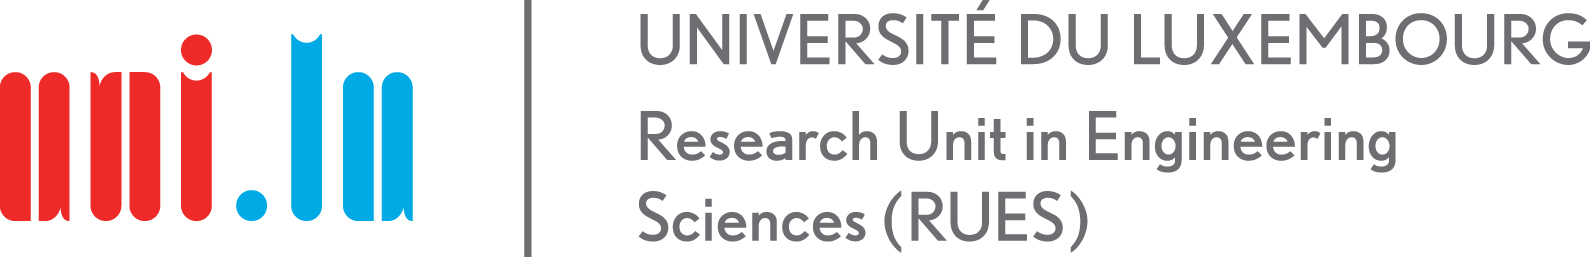 uni.lu
UNIVERSITÉ DU LUXEMBOURG
Research Unit in Engineering
Sciences (RUES)